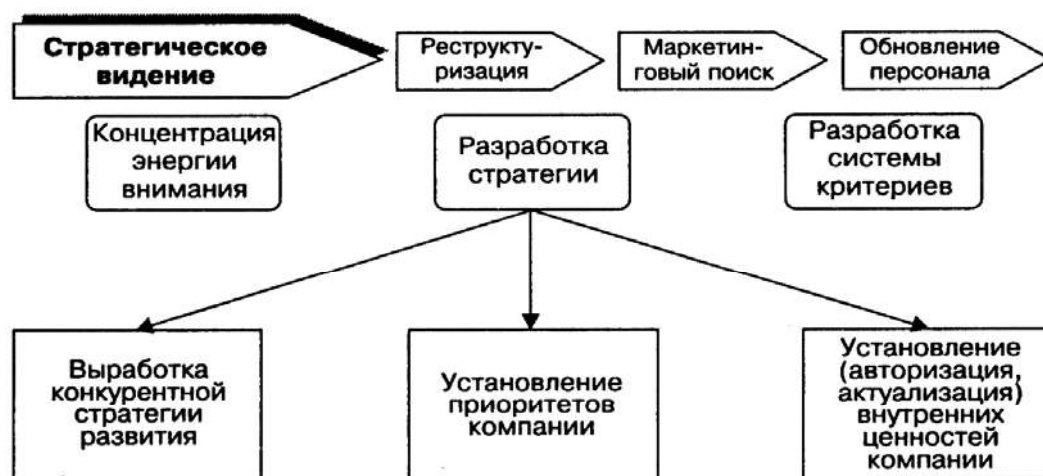 Стратегическое
видение
Реструкту-
ризация
Маркетин-
говый поиск
Обновление
персонала
Концентрация
энергии
внимания
Разработка
стратегии
Разработка
системы
критериев
Выработка
конкурентной
стратегии
развития
Установление
приоритетов
компании
Установление
(авторизация,
актуализация)
внутренних
ценностей
компании